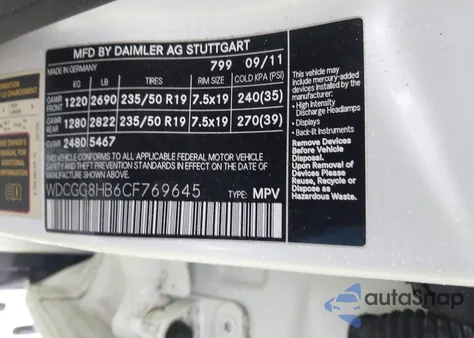 MFD BY DAIMLER AG STUTTGART
MADE IN GERMANY 799 09/11
KG LB TIRES RIM SIZE COLD KPA (PSI)
GAWR FRONT 1220 2690 235/50 R19 7.5x19 240(35)
GAWR REAR 1280 2822 235/50 R19 7.5x19 270(39)
GVWR 2480 5467
THIS VEHICLE CONFORMS TO ALL APPLICABLE FEDERAL MOTOR VEHICLE
SAFETY AND THEFT PREVENTION STANDARDS IN EFFECT ON THE DATE OF
MANUFACTURE SHOWN ABOVE.
WDCGG8HB6CF769645 TYPE: MPV
This vehicle may
include mercury-added
devices installed by the
manufacturer:
• High Intensity
Discharge Headlamps
• Displays
• Back-lit Instruments
Remove Devices
Before Vehicle Disposal
Upon Removal of
Devices Please Reuse,
Recycle or Dispose as
Hazardous Waste.
autoSnap